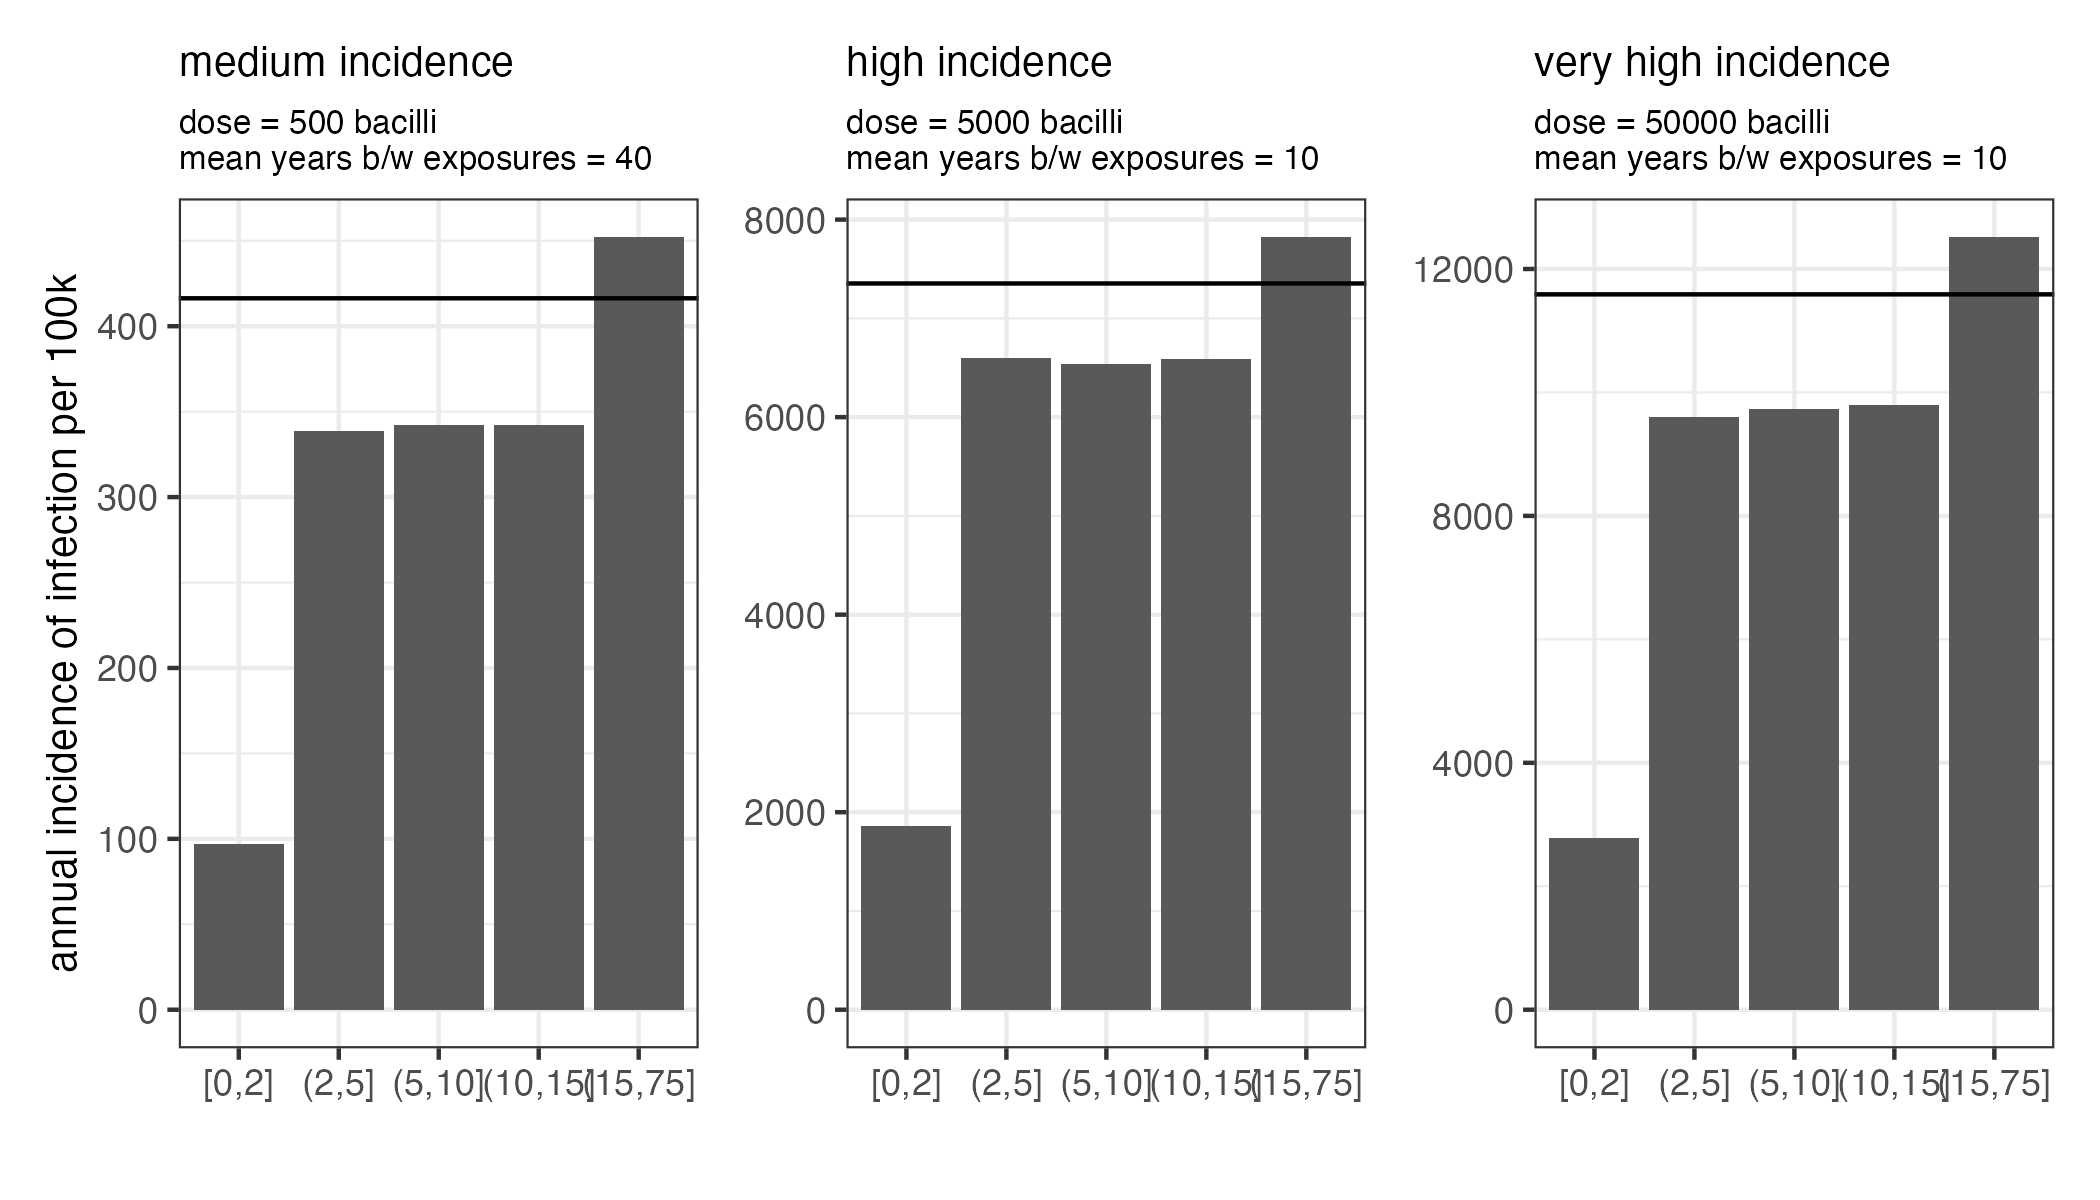 medium incidence
dose = 500 bacilli
mean years b/w exposures = 40
annual incidence of infection per 100k
400
300
200
100
0
[0,2]
(2,5]
(5,10]
(10,15]
(15,75]
high incidence
dose = 5000 bacilli
mean years b/w exposures = 10
8000
6000
4000
2000
0
[0,2]
(2,5]
(5,10]
(10,15]
(15,75]
very high incidence
dose = 50000 bacilli
mean years b/w exposures = 10
12000
8000
4000
0
[0,2]
(2,5]
(5,10]
(10,15]
(15,75]